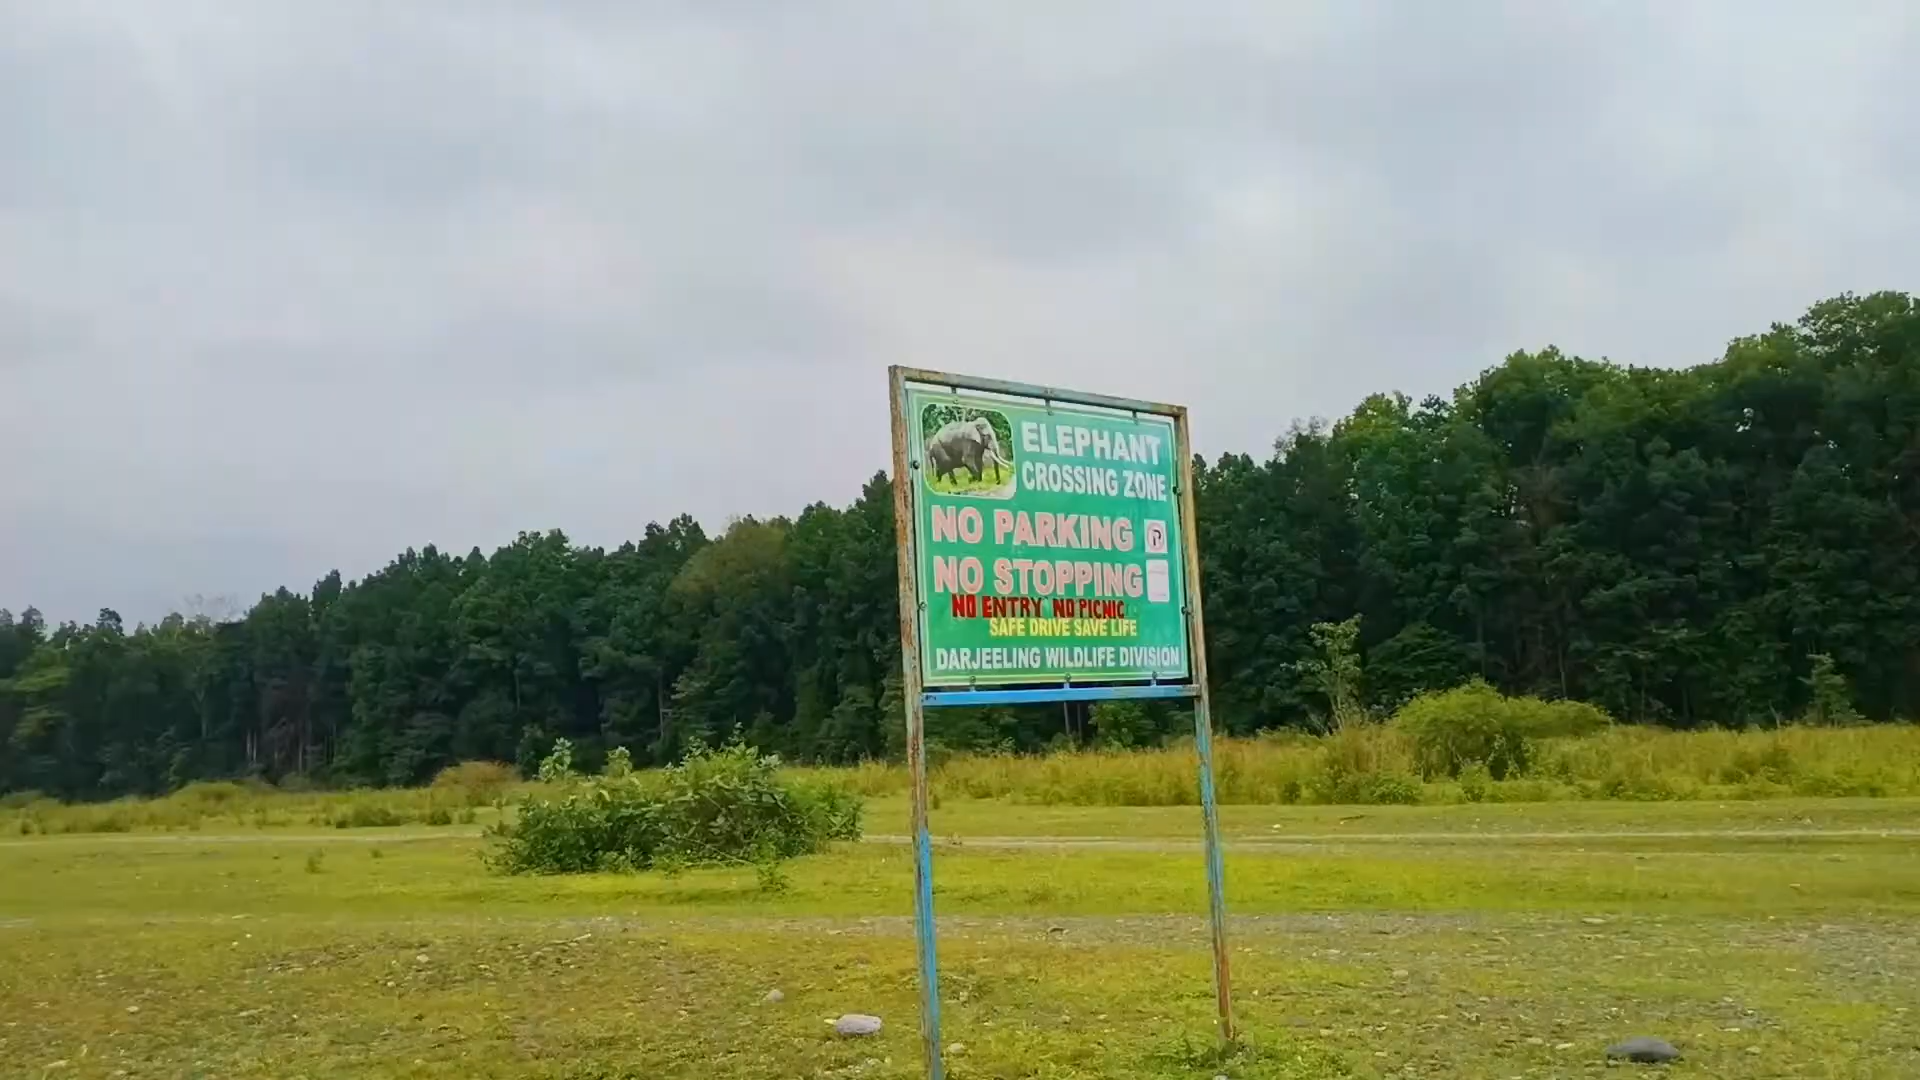 ELEPHANT
CROSSING ZONE
NO PARKING
NO STOPPING
NO ENTRY NO PICNIC
SAFE DRIVE SAVE LIFE
DARJEELING WILDLIFE DIVISION